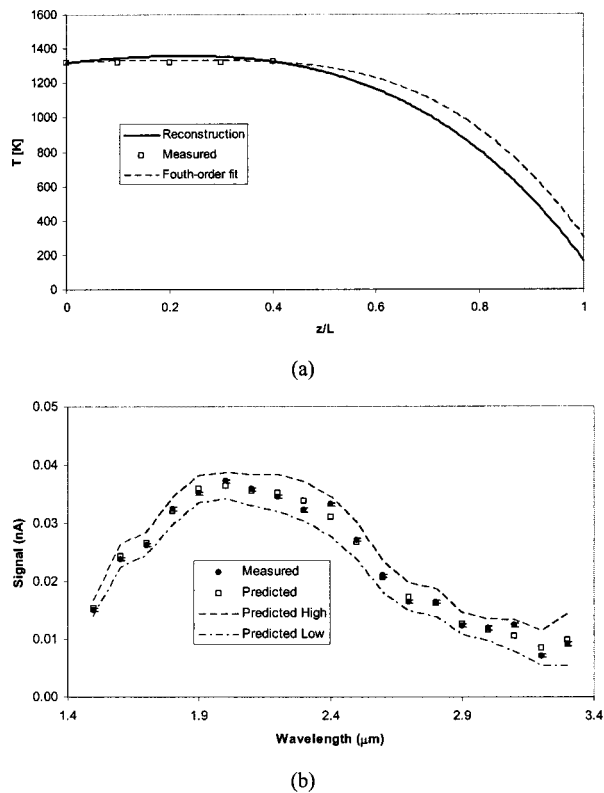 1600
1400
1200
1000
800
600
400
200
0
T [K]
Reconstruction
Measured
Fouth-order fit
0 0.2 0.4 0.6 0.8 1
z/L
(a)
0.05
0.04
0.03
0.02
0.01
0.00
Signal (nA)
Measured
Predicted
Predicted High
Predicted Low
1.4 1.9 2.4 2.9 3.4
Wavelength (μm)
(b)